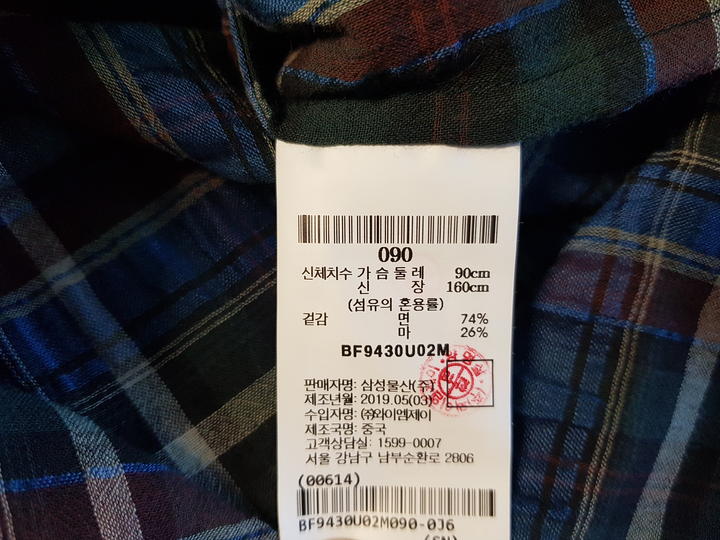 090
신체치수 가슴둘레 90cm
신장 160cm
(섬유의 혼용률)
겉감 면 74%
마 26%
BF9430U02M
판매자명: 삼성물산(주)
제조년월: 2019.05(03)
수입자명: ㈜와이엠제이
제조국명: 중국
고객상담실: 1599-0007
서울 강남구 남부순환로 2806
(00614)
BF9430U02M090-0J6